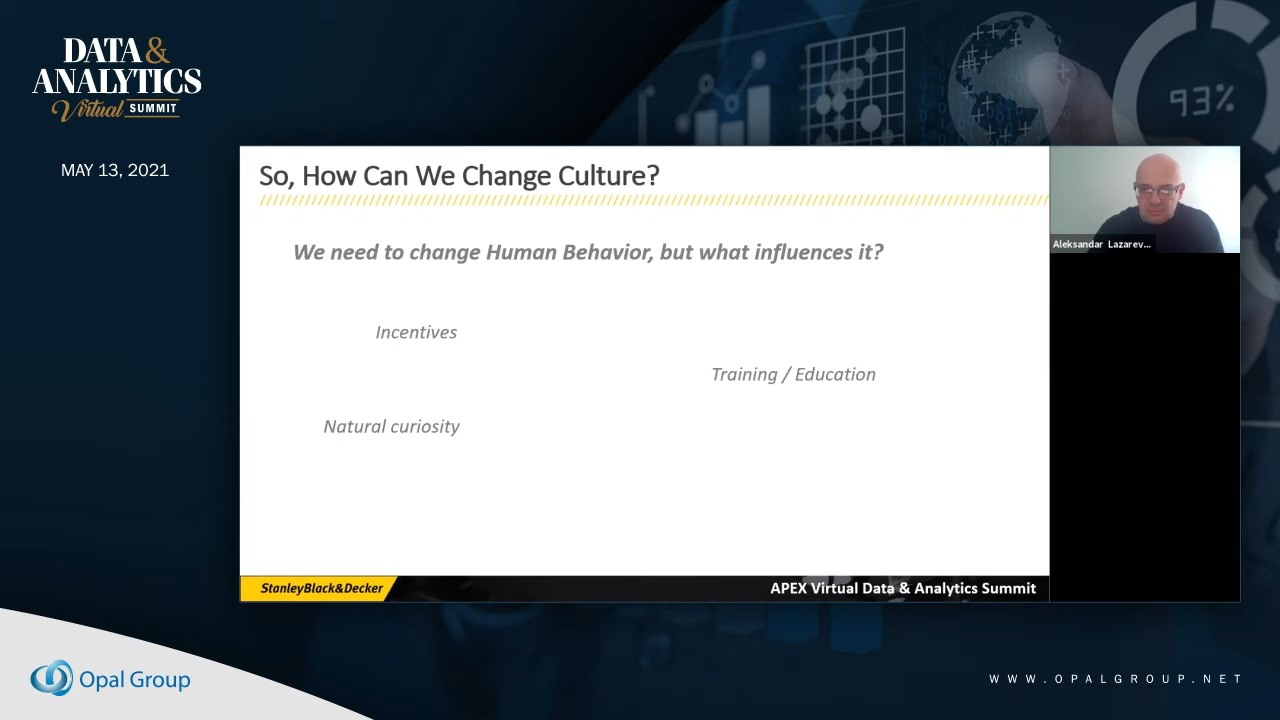 DATA &
ANALYTICS
Virtual SUMMIT
MAY 13, 2021
93%
So, How Can We Change Culture?
We need to change Human Behavior, but what influences it?
Incentives
Training / Education
Natural curiosity
Aleksandar Lazarev...
StanleyBlack&Decker
APEX Virtual Data & Analytics Summit
Opal Group
WWW.OPALGROUP.NET